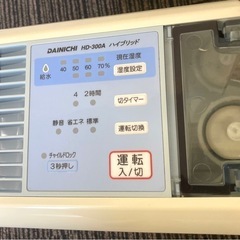 DAINICHI HD-300A ハイブリッド
現在湿度
給水 40 50 60 70%
湿度設定
4 2時間
切タイマー
静音 省エネ 標準
運転切換
チャイルドロック
3秒押し
運転
入/切